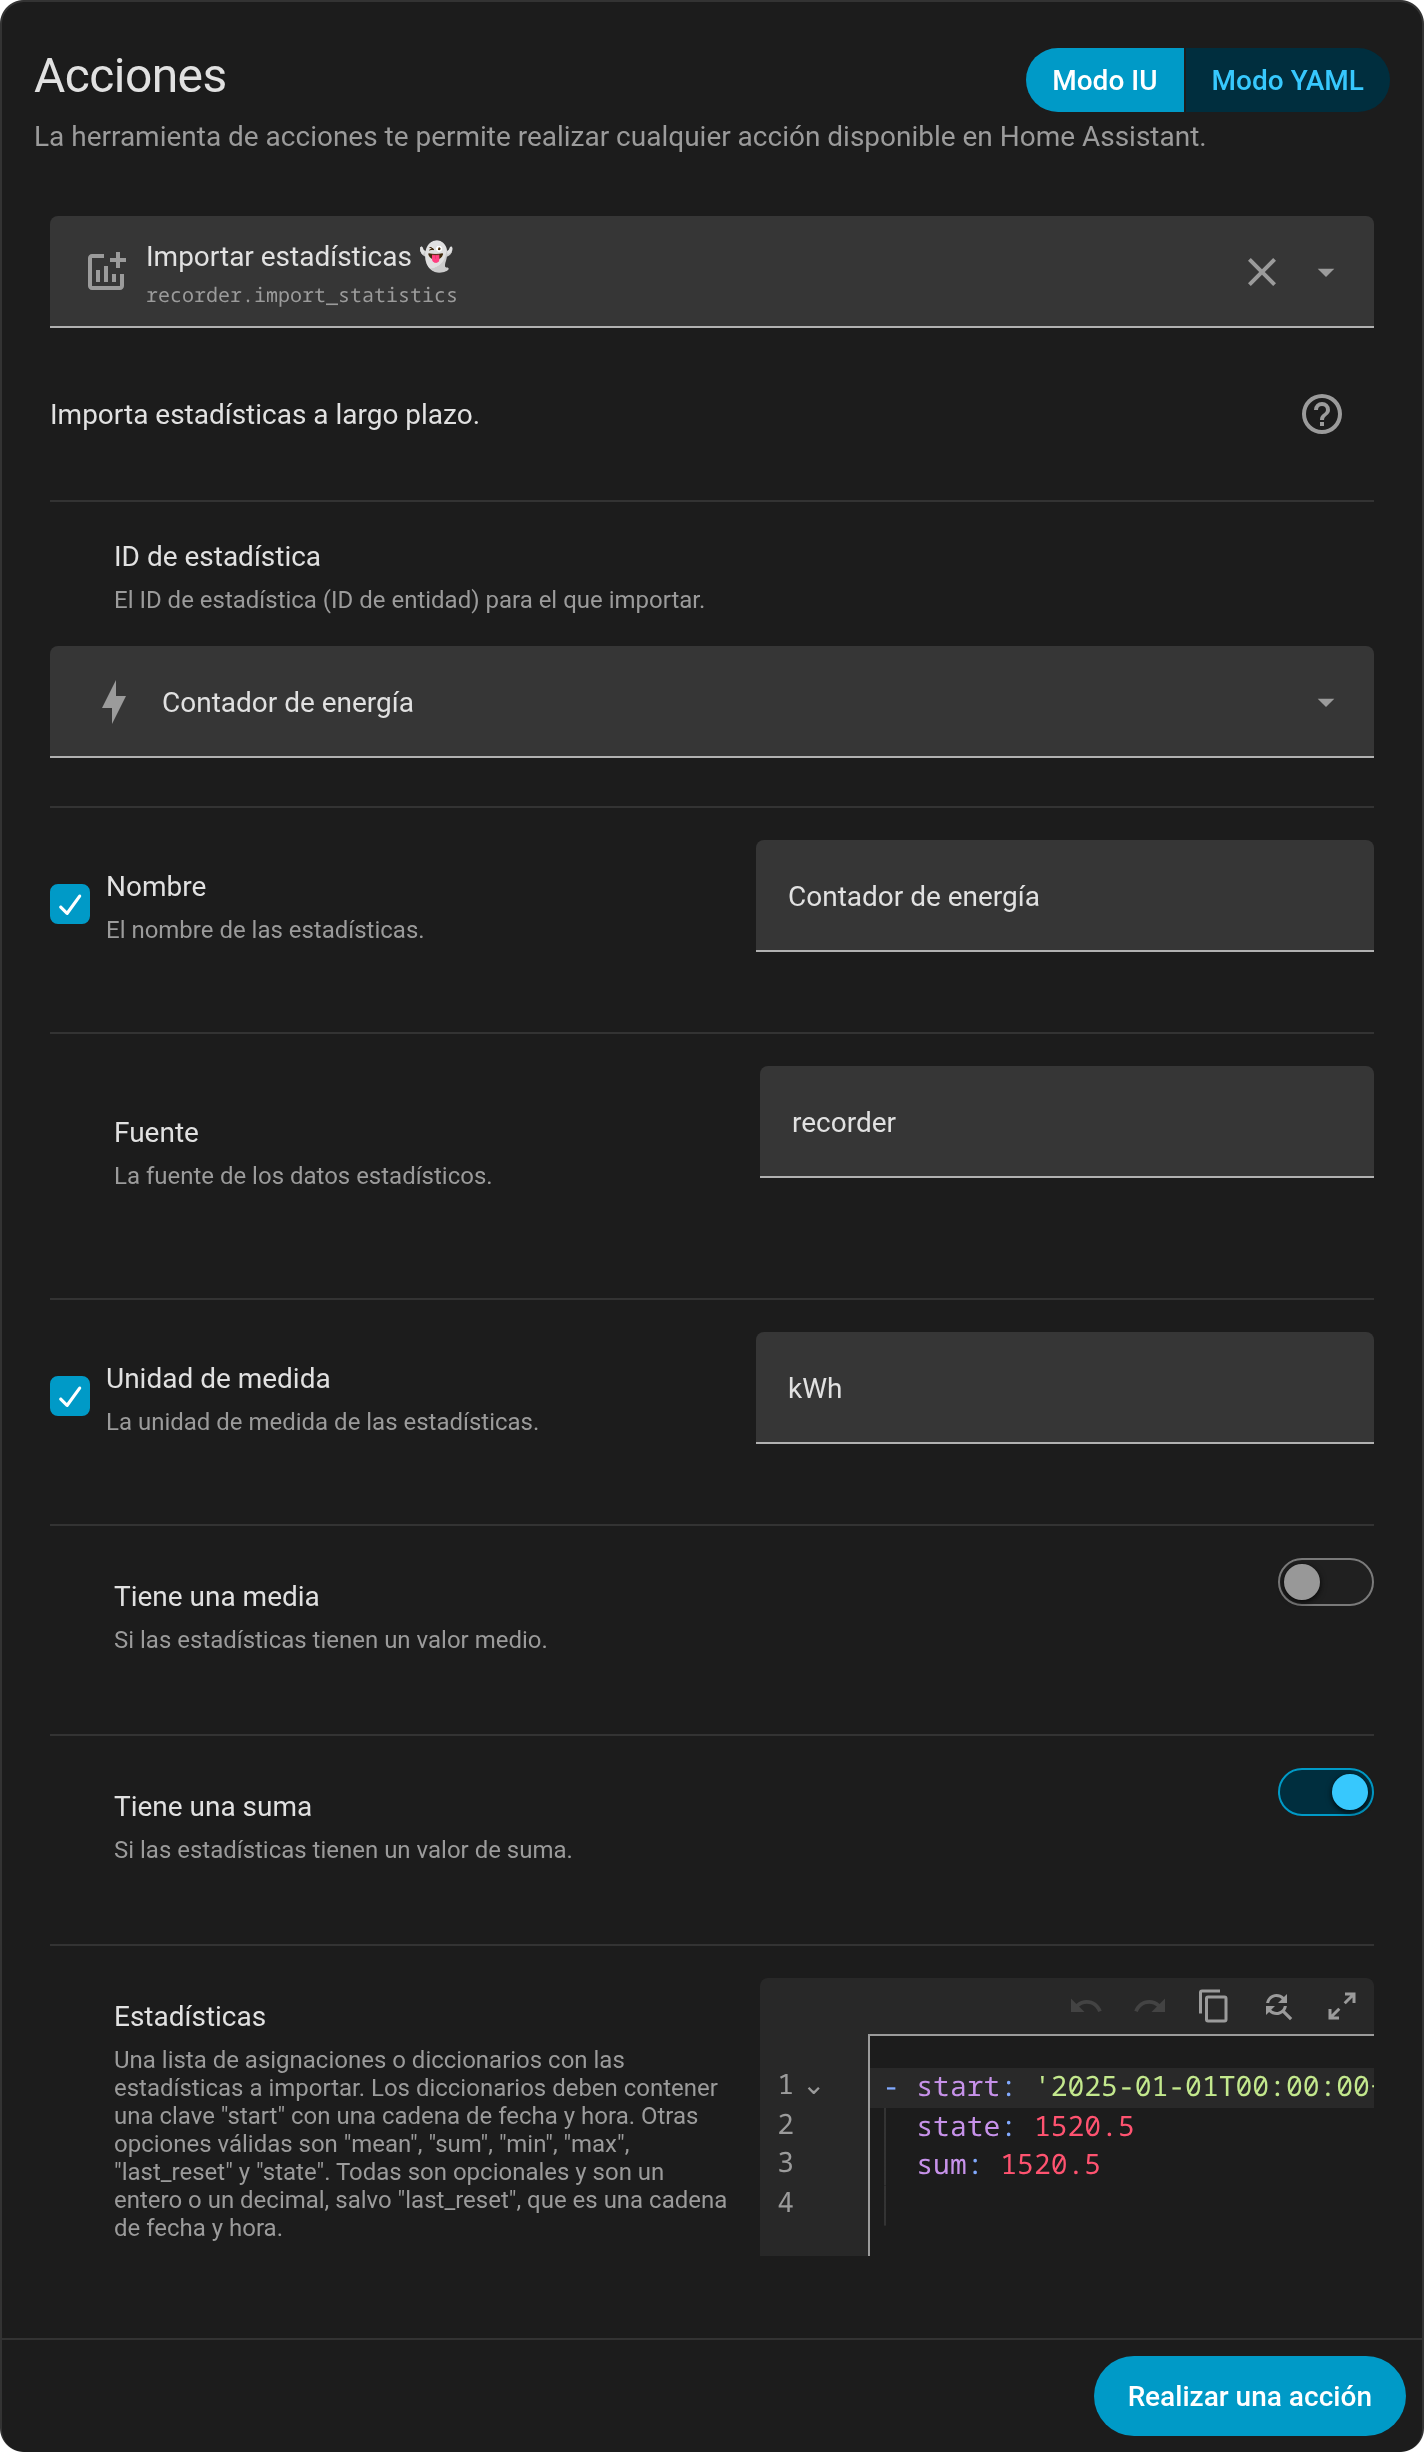 Acciones
Modo IU
Modo YAML
La herramienta de acciones te permite realizar cualquier acción disponible en Home Assistant.
Importar estadísticas 👻
recorder.import_statistics
Importa estadísticas a largo plazo.
ID de estadística
El ID de estadística (ID de entidad) para el que importar.
Contador de energía
Nombre
El nombre de las estadísticas.
Contador de energía
Fuente
La fuente de los datos estadísticos.
recorder
Unidad de medida
La unidad de medida de las estadísticas.
kWh
Tiene una media
Si las estadísticas tienen un valor medio.
Tiene una suma
Si las estadísticas tienen un valor de suma.
Estadísticas
Una lista de asignaciones o diccionarios con las
estadísticas a importar. Los diccionarios deben contener
una clave "start" con una cadena de fecha y hora. Otras
opciones válidas son "mean", "sum", "min", "max",
"last_reset" y "state". Todas son opcionales y son un
entero o un decimal, salvo "last_reset", que es una cadena
de fecha y hora.
1 - start: '2025-01-01T00:00:00
2 state: 1520.5
3 sum: 1520.5
4
Realizar una acción